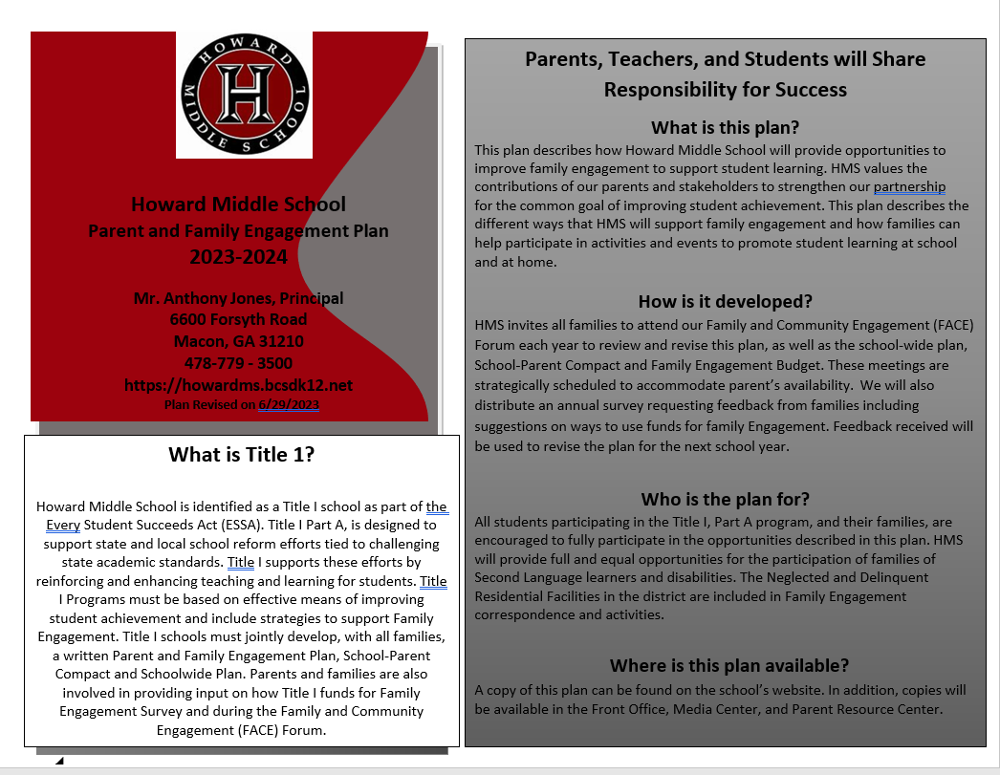 HOWARD
MIDDLE SCHOOL
H
Howard Middle School
Parent and Family Engagement Plan
2023-2024
Mr. Anthony Jones, Principal
6600 Forsyth Road
Macon, GA 31210
478-779 - 3500
https://howardms.bcsdk12.net
Plan Revised on 6/29/2023
What is Title 1?
Howard Middle School is identified as a Title I school as part of the
Every Student Succeeds Act (ESSA). Title I Part A, is designed to
support state and local school reform efforts tied to challenging
state academic standards. Title I supports these efforts by
reinforcing and enhancing teaching and learning for students. Title
I Programs must be based on effective means of improving
student achievement and include strategies to support Family
Engagement. Title I schools must jointly develop, with all families,
a written Parent and Family Engagement Plan, School-Parent
Compact and Schoolwide Plan. Parents and families are also
involved in providing input on how Title I funds for Family
Engagement Survey and during the Family and Community
Engagement (FACE) Forum.
Parents, Teachers, and Students will Share
Responsibility for Success
What is this plan?
This plan describes how Howard Middle School will provide opportunities to
improve family engagement to support student learning. HMS values the
contributions of our parents and stakeholders to strengthen our partnership
for the common goal of improving student achievement. This plan describes the
different ways that HMS will support family engagement and how families can
help participate in activities and events to promote student learning at school
and at home.
How is it developed?
HMS invites all families to attend our Family and Community Engagement (FACE)
Forum each year to review and revise this plan, as well as the school-wide plan,
School-Parent Compact and Family Engagement Budget. These meetings are
strategically scheduled to accommodate parent's availability.  We will also
distribute an annual survey requesting feedback from families including
suggestions on ways to use funds for family Engagement. Feedback received will
be used to revise the plan for the next school year.
Who is the plan for?
All students participating in the Title I, Part A program, and their families, are
encouraged to fully participate in the opportunities described in this plan. HMS
will provide full and equal opportunities for the participation of families of
Second Language learners and disabilities. The Neglected and Delinquent
Residential Facilities in the district are included in Family Engagement
correspondence and activities.
Where is this plan available?
A copy of this plan can be found on the school's website. In addition, copies will
be available in the Front Office, Media Center, and Parent Resource Center.